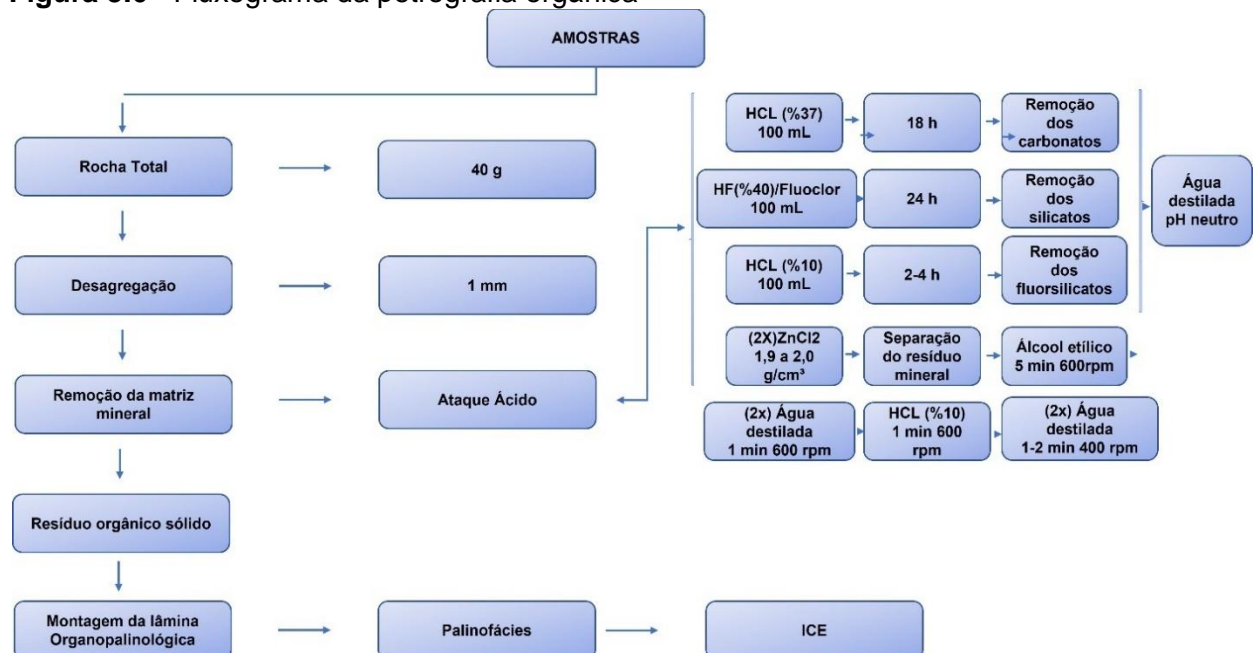 Figura 3.6 - Fluxograma da petrografia orgânica
AMOSTRAS
Rocha Total
40 g
Desagregação
1 mm
Remoção da matriz
mineral
Ataque Ácido
Resíduo orgânico sólido
Montagem da lâmina
Organopalinológica
Palinofácies
ICE
HCL (%37)
100 mL
18 h
Remoção
dos
carbonatos
HF(%40)/Fluoclor
100 mL
24 h
Remoção
dos
silicatos
HCL (%10)
100 mL
2-4 h
Remoção
dos
fluorsilicatos
Água
destilada
pH neutro
(2X)ZnCl2
1,9 a 2,0
g/cm³
Separação
do resíduo
mineral
Álcool etílico
5 min 600rpm
(2x) Água
destilada
1 min 600 rpm
HCL (%10)
1 min 600
rpm
(2x) Água
destilada
1-2 min 400 rpm